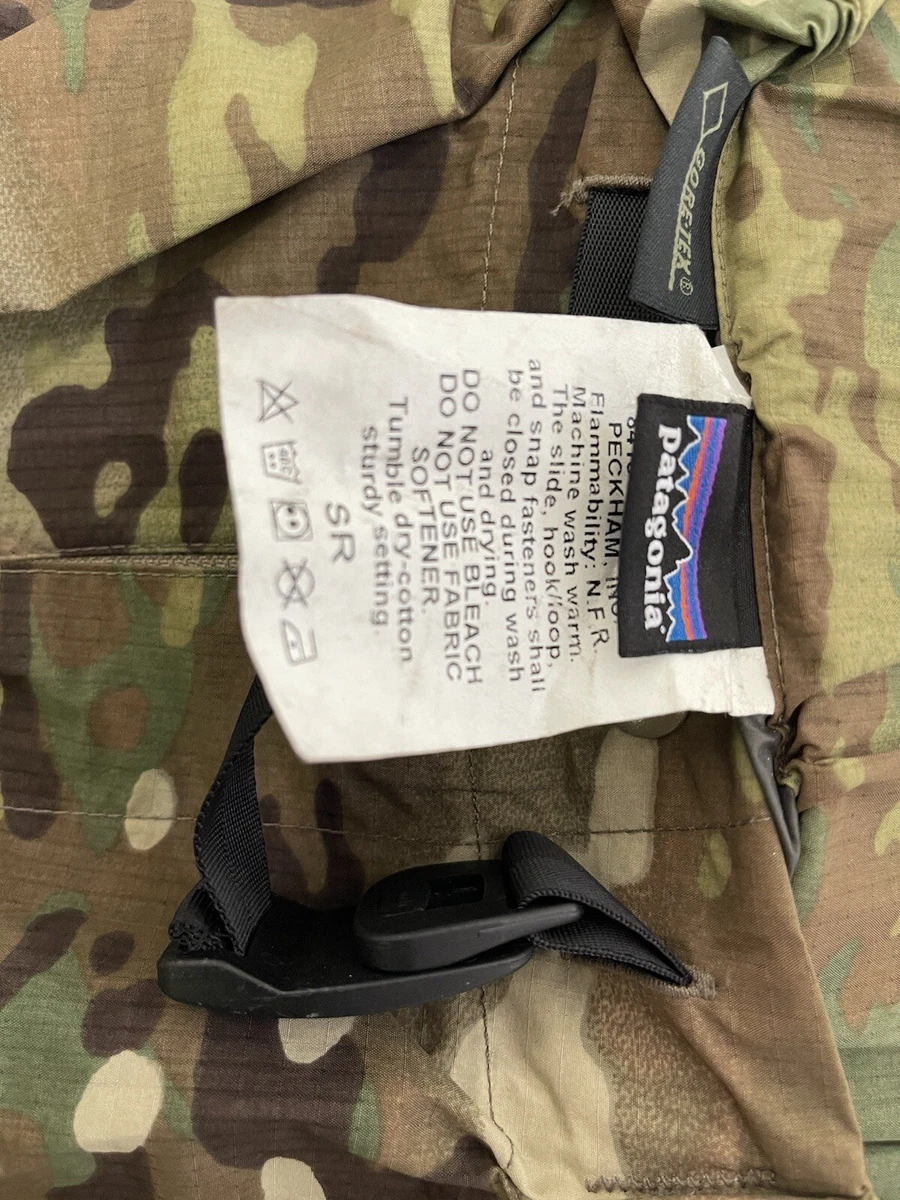 GORE-TEX®
patagonia®
PECKHAM, INC.
Flammability: N.F.R.
Machine wash warm.
The slide, hook/loop,
and snap fasteners shall
be closed during wash
and drying.
DO NOT USE BLEACH
DO NOT USE FABRIC
SOFTENER.
Tumble dry-cotton
sturdy setting.
SR